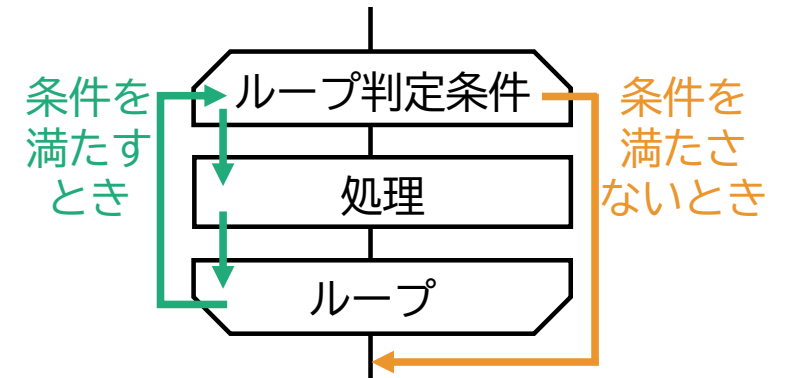 ループ判定条件
条件を
満たす
とき
条件を
満たさ
ないとき
処理
ループ